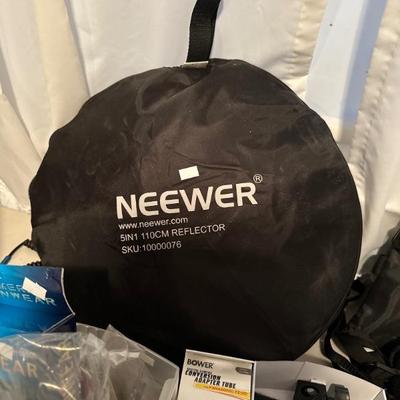 NEEWER®
www.neewer.com
5IN1 110CM REFLECTOR
SKU:10000076
BOWER
CONVERSION
ADAPTER TUBE